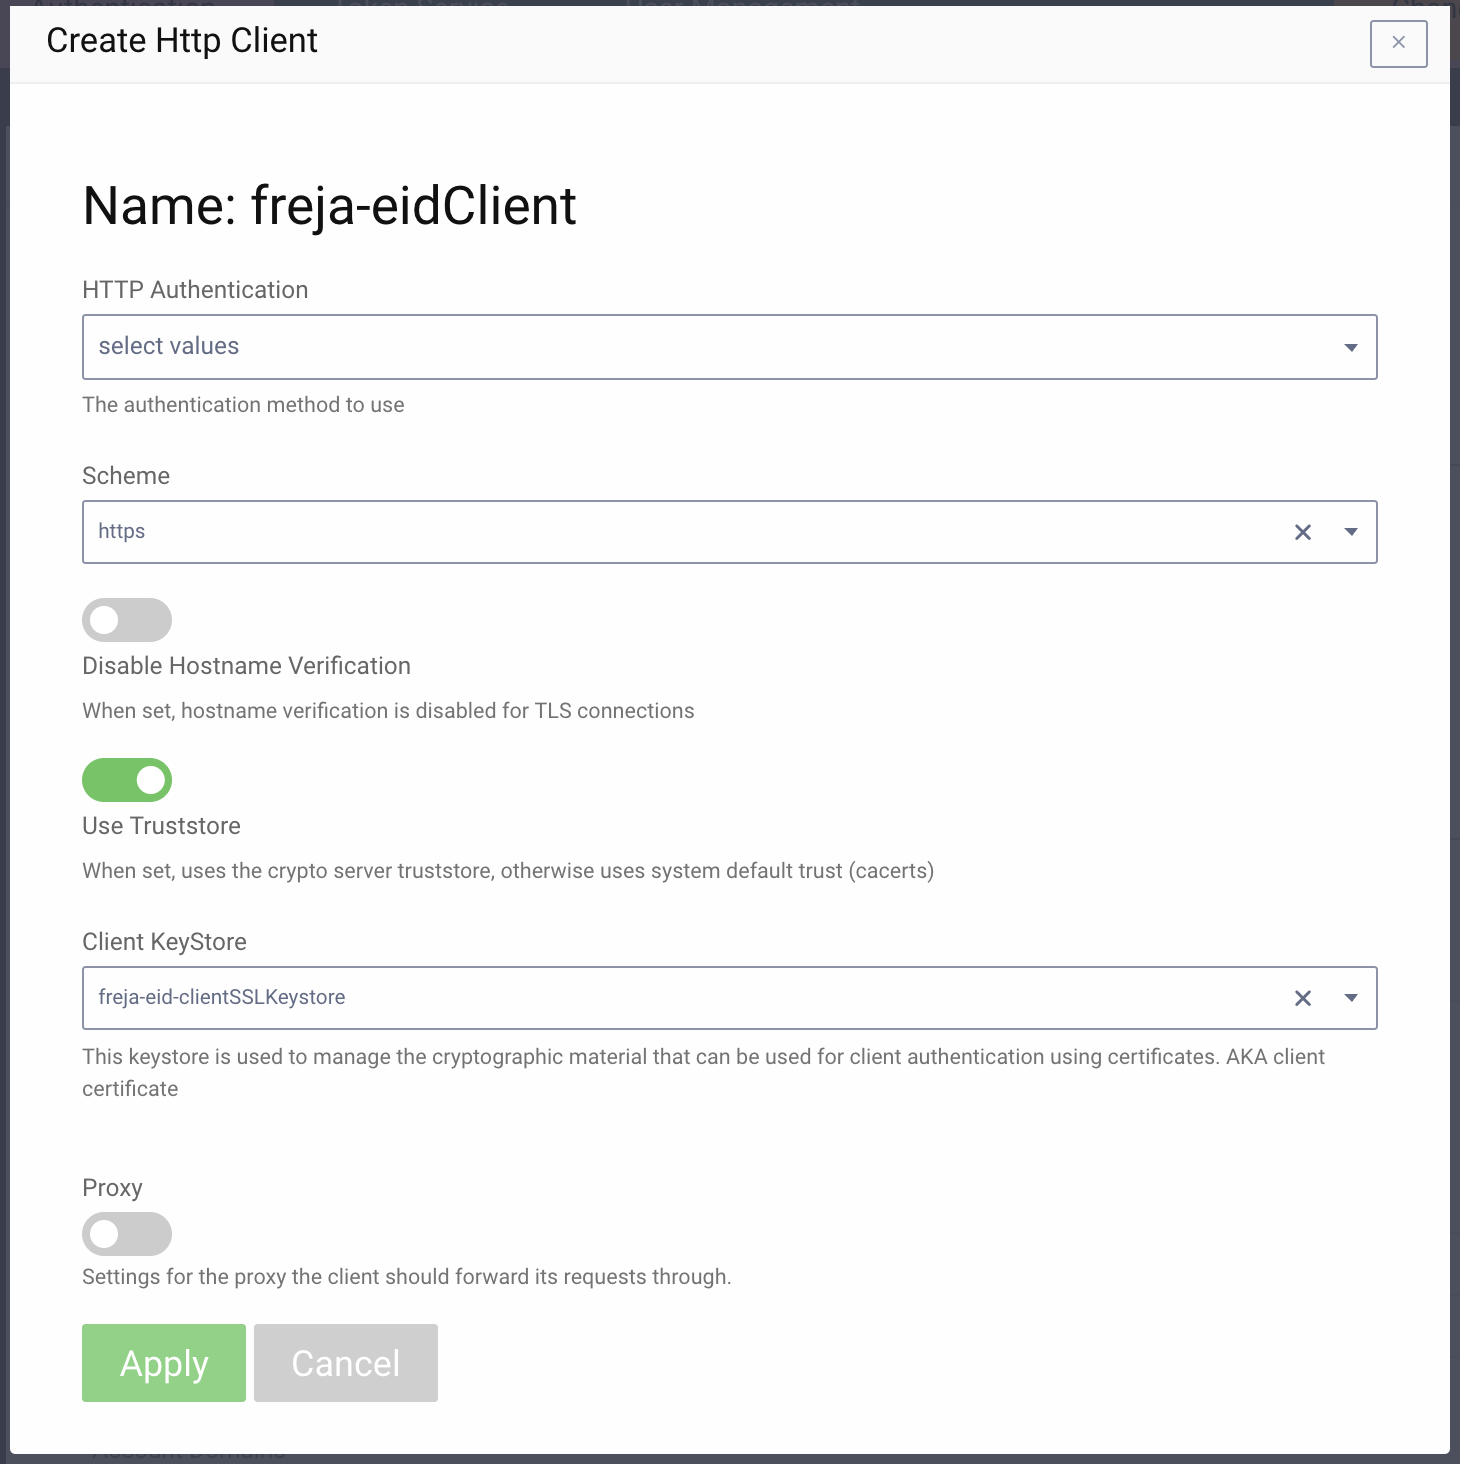 Create Http Client
Name: freja-eidClient
HTTP Authentication
select values
The authentication method to use
Scheme
https
Disable Hostname Verification
When set, hostname verification is disabled for TLS connections
Use Truststore
When set, uses the crypto server truststore, otherwise uses system default trust (cacerts)
Client KeyStore
freja-eid-clientSSLKeystore
This keystore is used to manage the cryptographic material that can be used for client authentication using certificates. AKA client
certificate
Proxy
Settings for the proxy the client should forward its requests through.
Apply Cancel